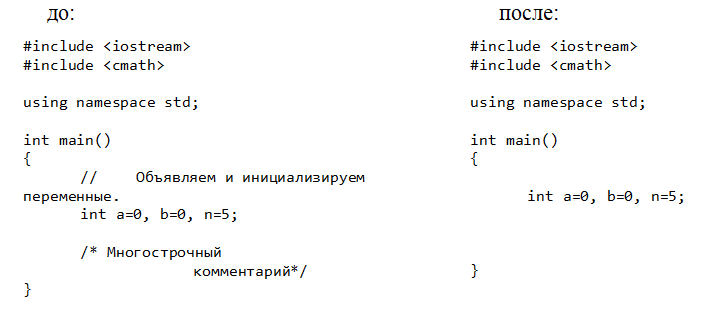 до:
#include <iostream>
#include <cmath>
using namespace std;
int main()
{
//    Объявляем и инициализируем
переменные.
int a=0, b=0, n=5;
/* Многострочный
комментарий*/
}
после:
#include <iostream>
#include <cmath>
using namespace std;
int main()
{
int a=0, b=0, n=5;
}